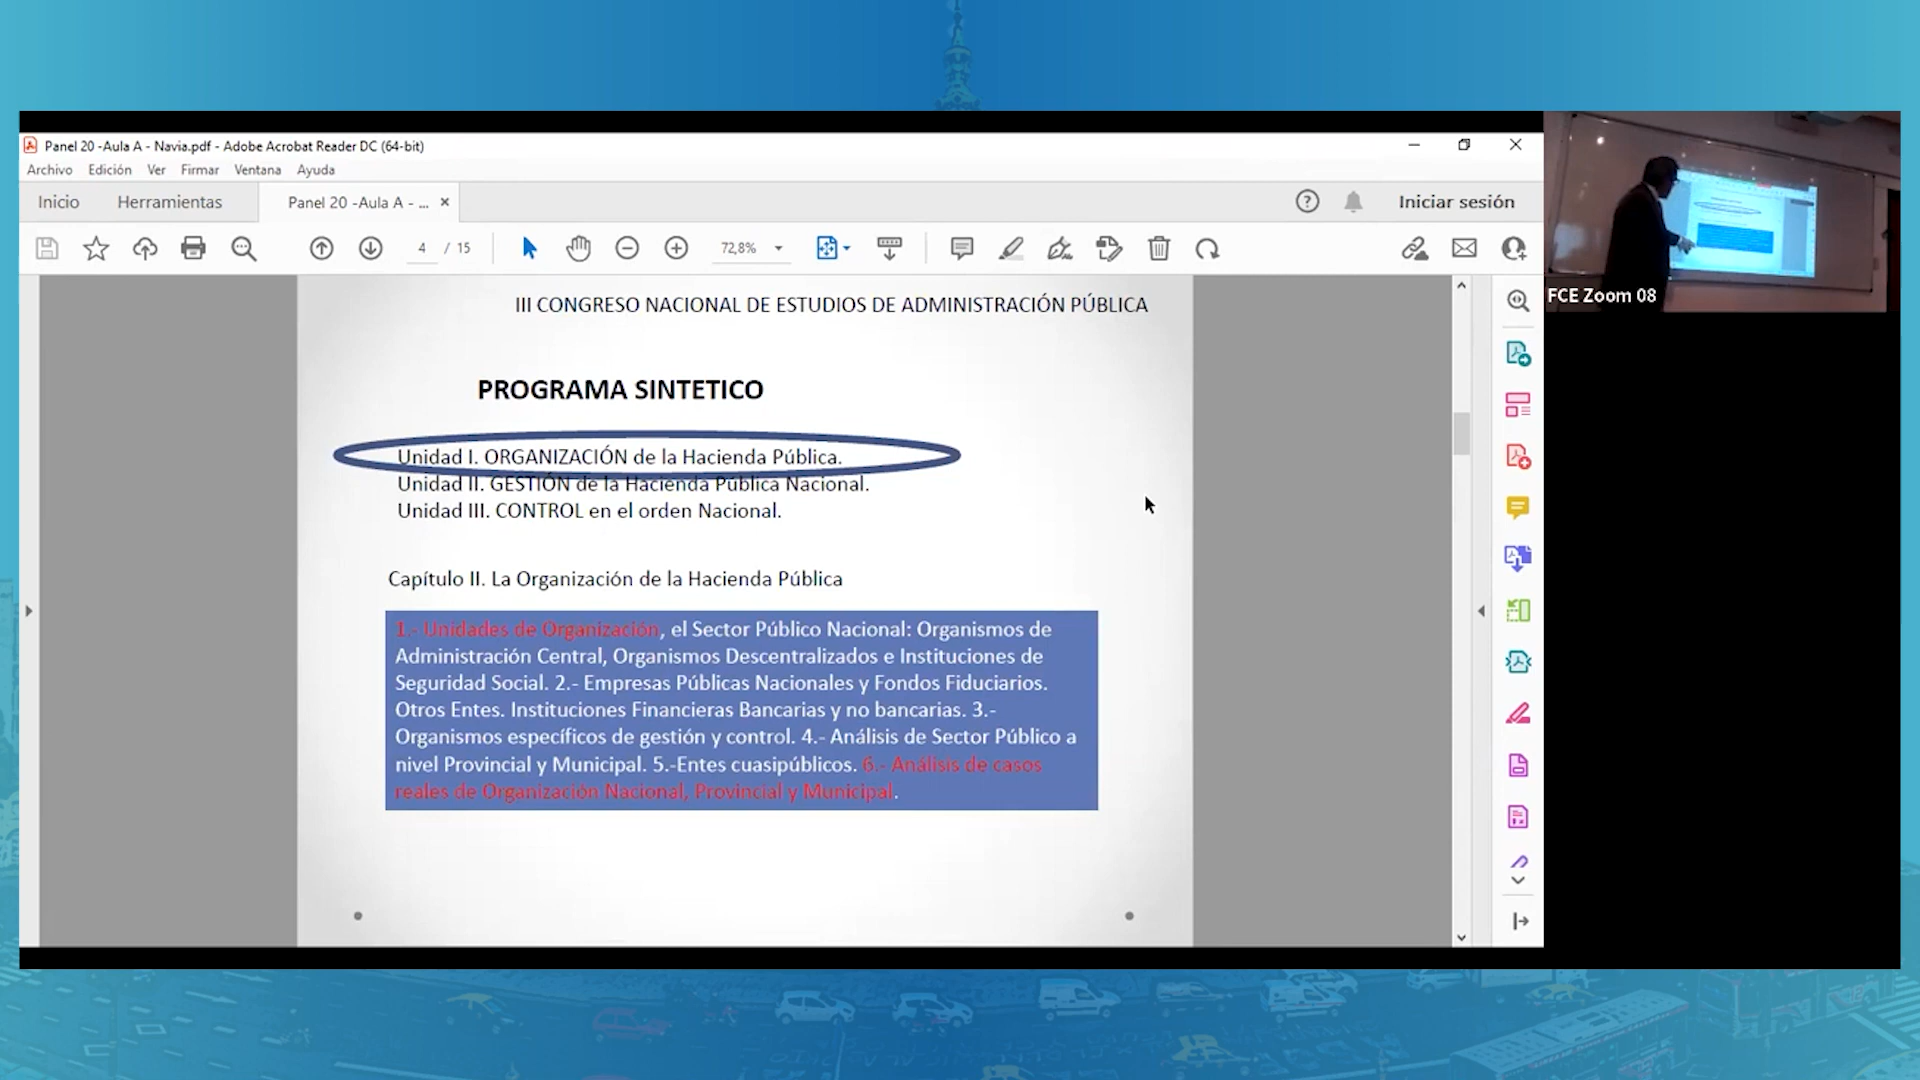 Panel 20 -Aula A - Navia.pdf - Adobe Acrobat Reader DC (64-bit)
Archivo Edición Ver Firmar Ventana Ayuda
Inicio Herramientas Panel 20 -Aula A - ... Iniciar sesión
4 / 15 72,8%
FCE Zoom 08
III CONGRESO NACIONAL DE ESTUDIOS DE ADMINISTRACIÓN PÚBLICA
PROGRAMA SINTETICO
Unidad I. ORGANIZACIÓN de la Hacienda Pública.
Unidad II. GESTIÓN de la Hacienda Pública Nacional.
Unidad III. CONTROL en el orden Nacional.
Capítulo II. La Organización de la Hacienda Pública
1.- Unidades de Organización, el Sector Público Nacional: Organismos de
Administración Central, Organismos Descentralizados e Instituciones de
Seguridad Social. 2.- Empresas Públicas Nacionales y Fondos Fiduciarios.
Otros Entes. Instituciones Financieras Bancarias y no bancarias. 3.-
Organismos específicos de gestión y control. 4.- Análisis de Sector Público a
nivel Provincial y Municipal. 5.-Entes cuasipúblicos. 6.- Análisis de casos
reales de Organización Nacional, Provincial y Municipal.